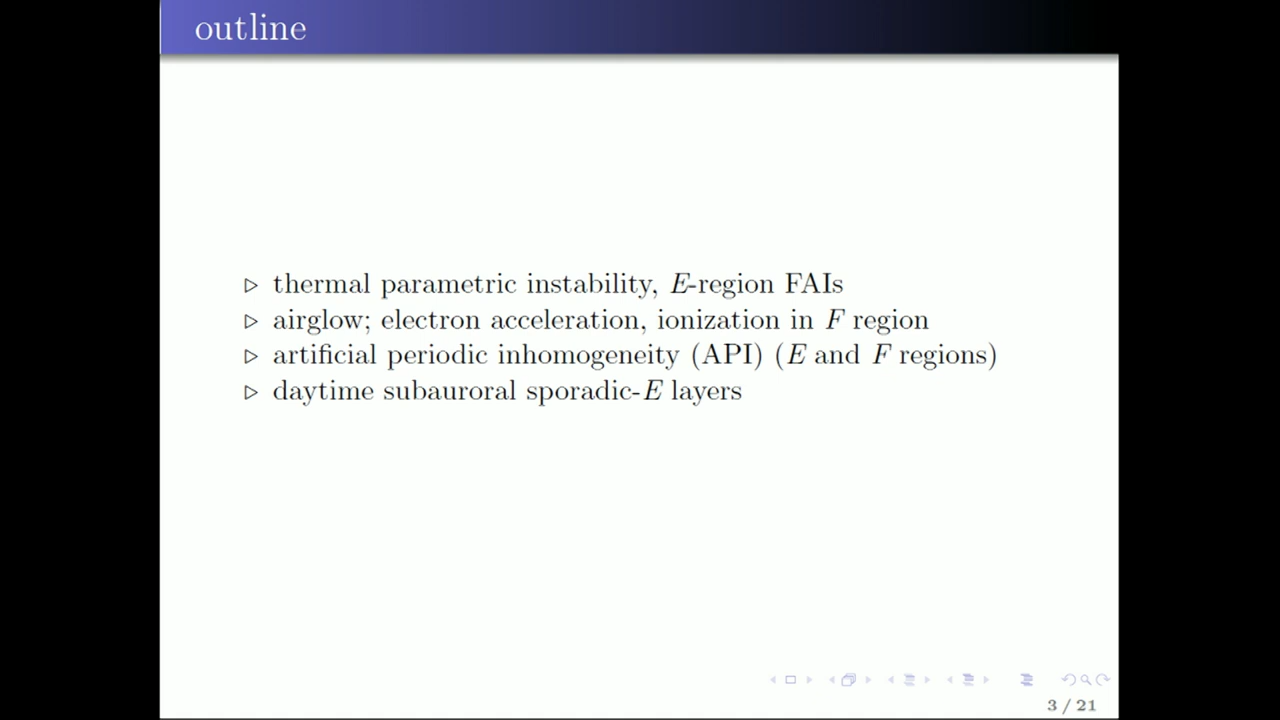 outline
▷ thermal parametric instability, E-region FAIs
▷ airglow; electron acceleration, ionization in F region
▷ artificial periodic inhomogeneity (API) (E and F regions)
▷ daytime subauroral sporadic-E layers
3 / 21